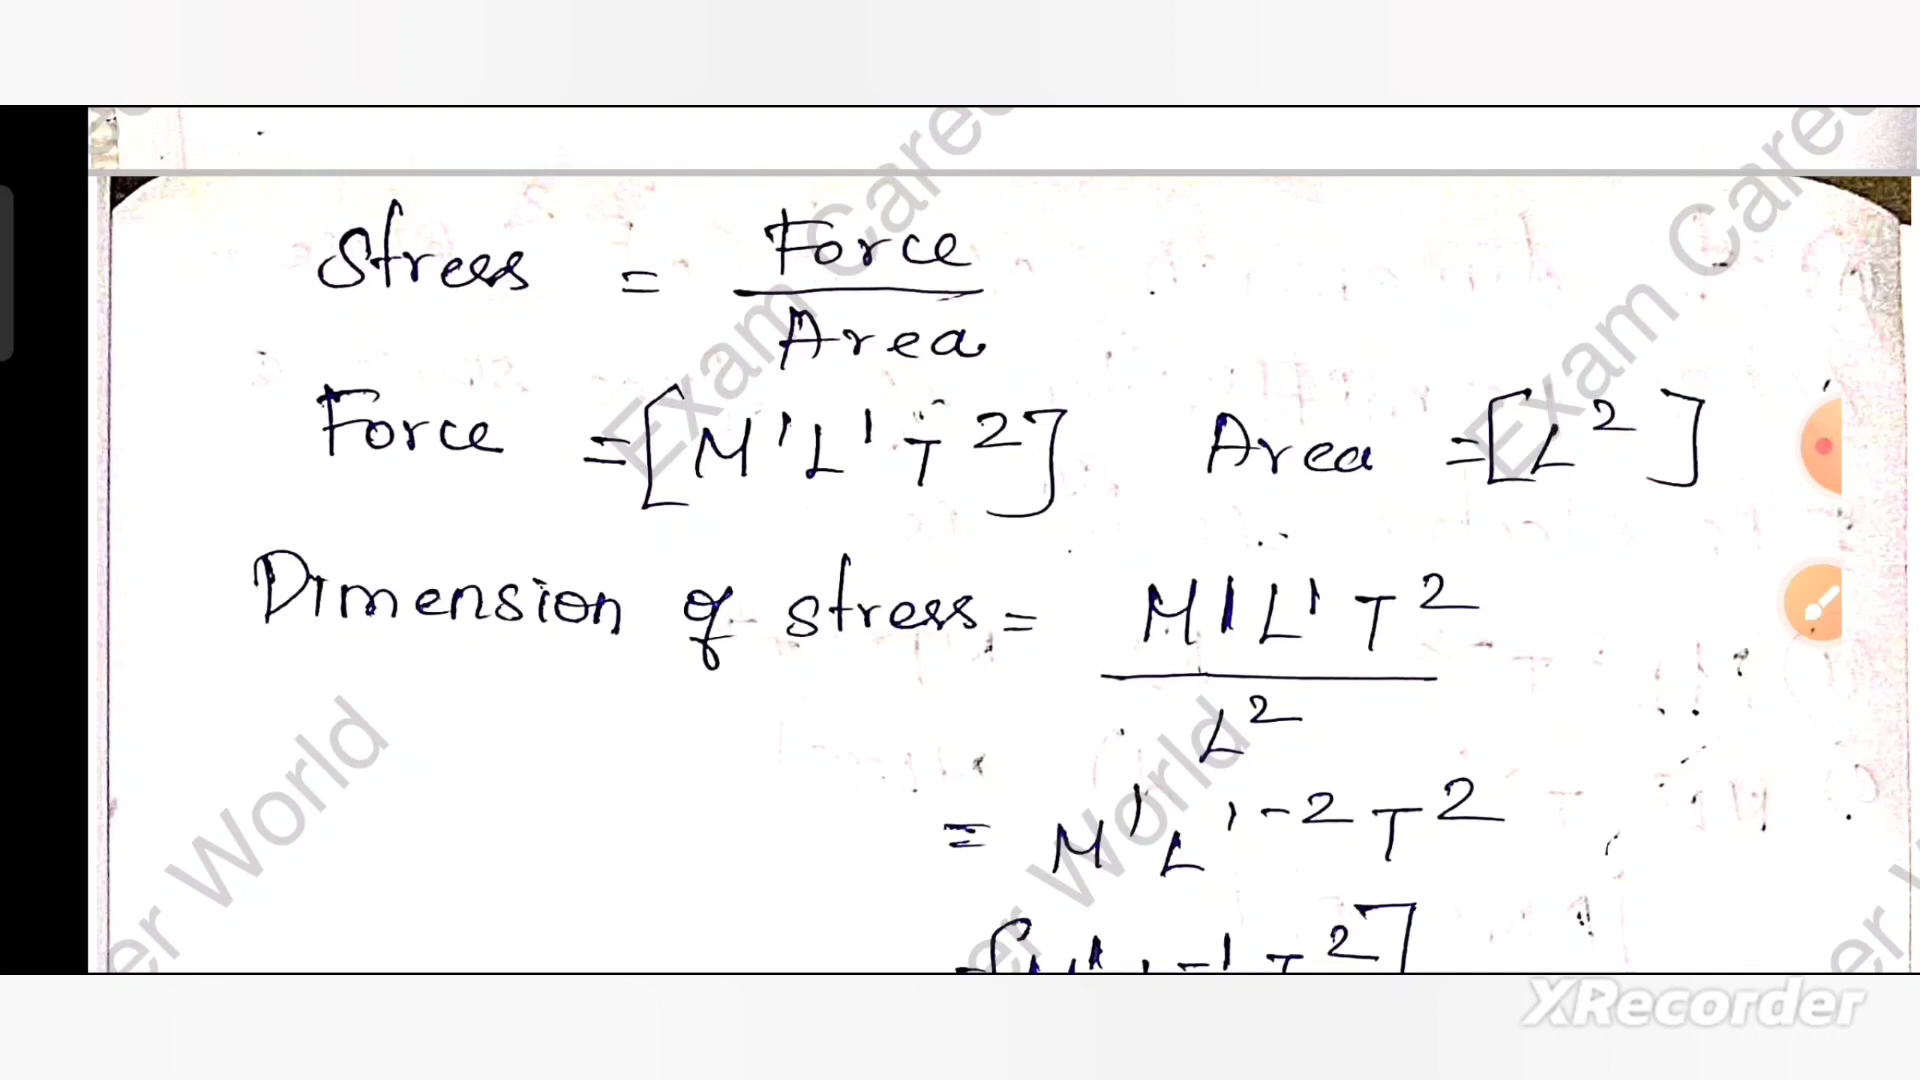 Stress = Force / Area
Force = [M¹L¹T²] Area = [L²]
Dimension of stress = M¹L¹T² / L²
= M¹L¹⁻²T²
Exam Career World
Exam Career World
XRecorder